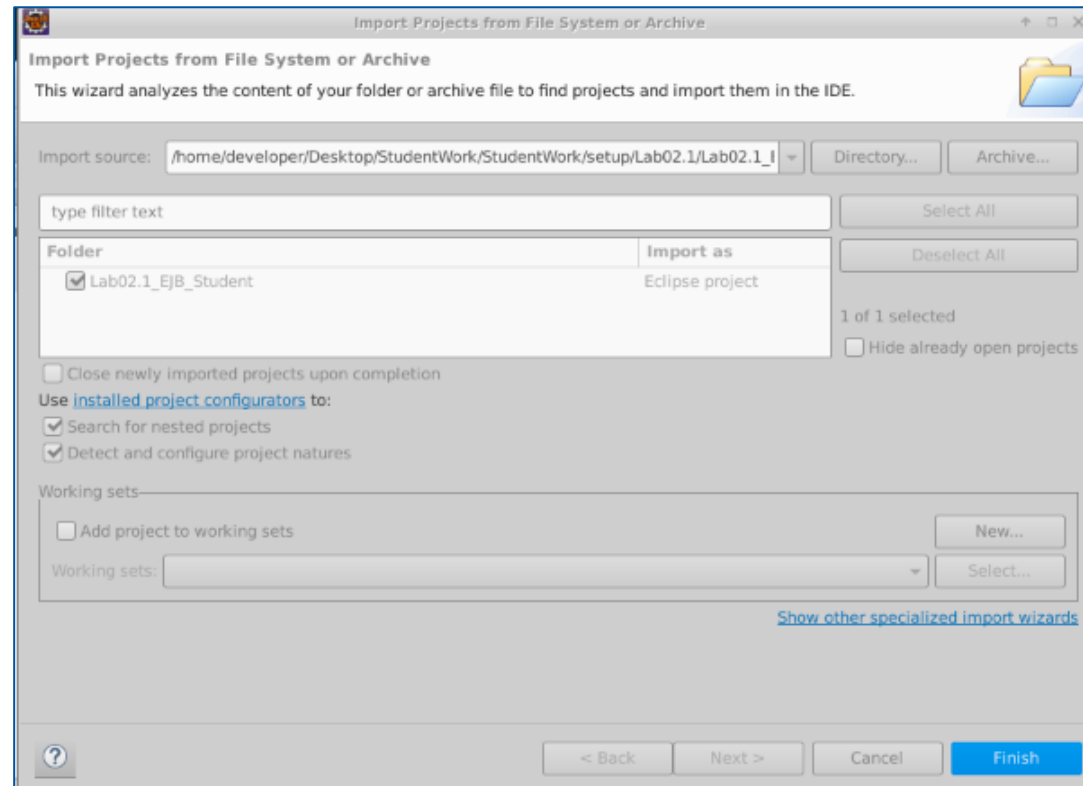 Import Projects from File System or Archive
Import Projects from File System or Archive
This wizard analyzes the content of your folder or archive file to find projects and import them in the IDE.
Import source: /home/developer/Desktop/StudentWork/StudentWork/setup/Lab02.1/Lab02.1_ Directory... Archive...
type filter text Select All
Folder Import as Deselect All
Lab02.1_EJB_Student Eclipse project
1 of 1 selected
Hide already open projects
Close newly imported projects upon completion
Use installed project configurators to:
Search for nested projects
Detect and configure project natures
Working sets
Add project to working sets New...
Working sets: Select...
Show other specialized import wizards
? < Back Next > Cancel Finish